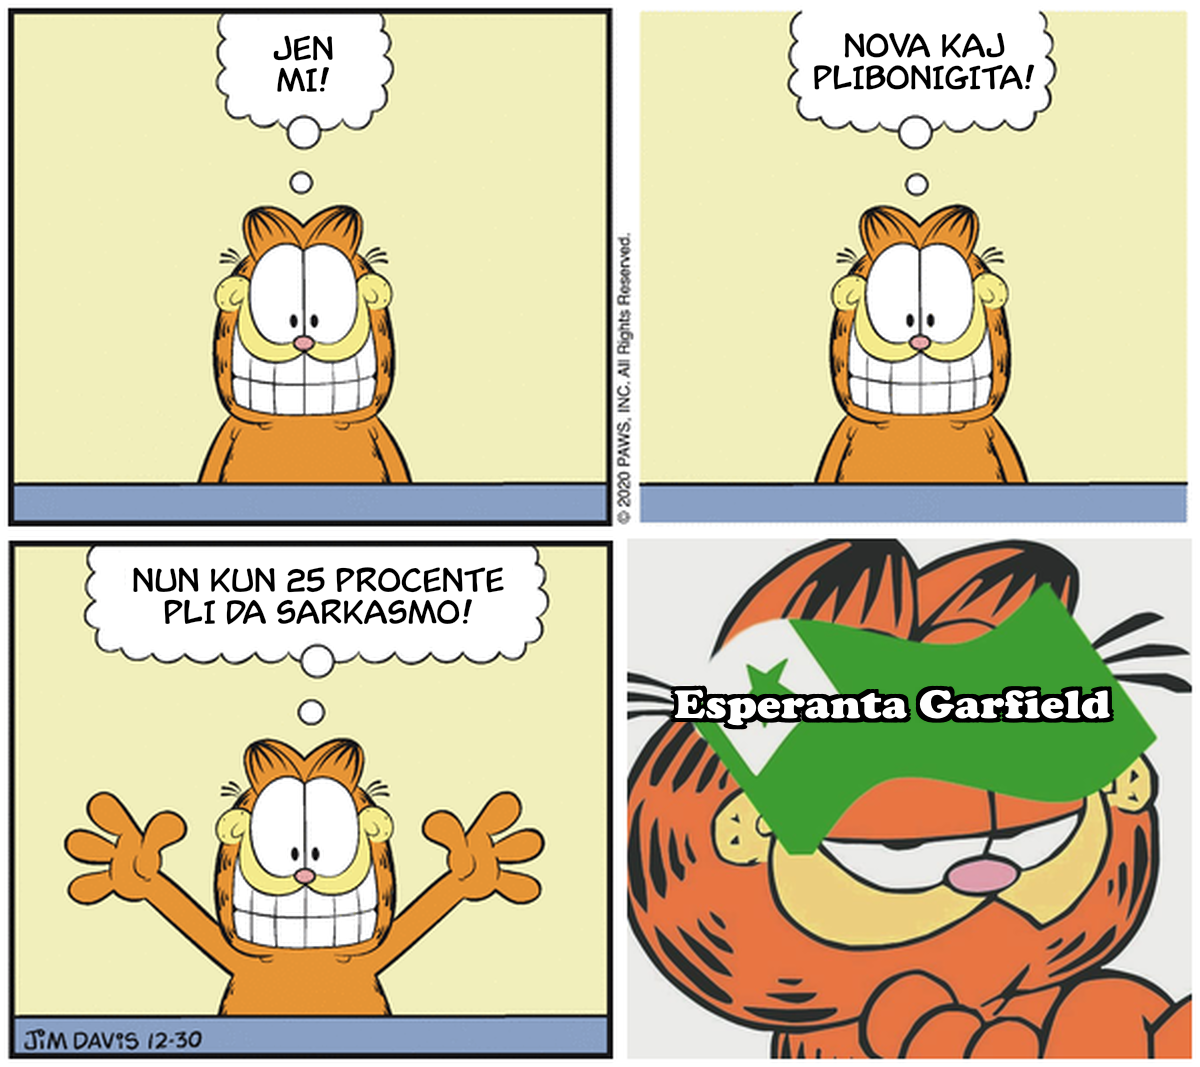 JEN
MI!
NOVA KAJ
PLIBONIGITA!
© 2020 PAWS, INC. All Rights Reserved.
NUN KUN 25 PROCENTE
PLI DA SARKASMO!
JiM DAViS 12-30
Esperanta Garfield